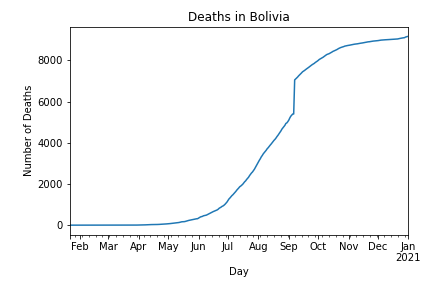 Deaths in Bolivia
Number of Deaths
8000
6000
4000
2000
0
Feb Mar Apr May Jun Jul Aug Sep Oct Nov Dec Jan
2021
Day